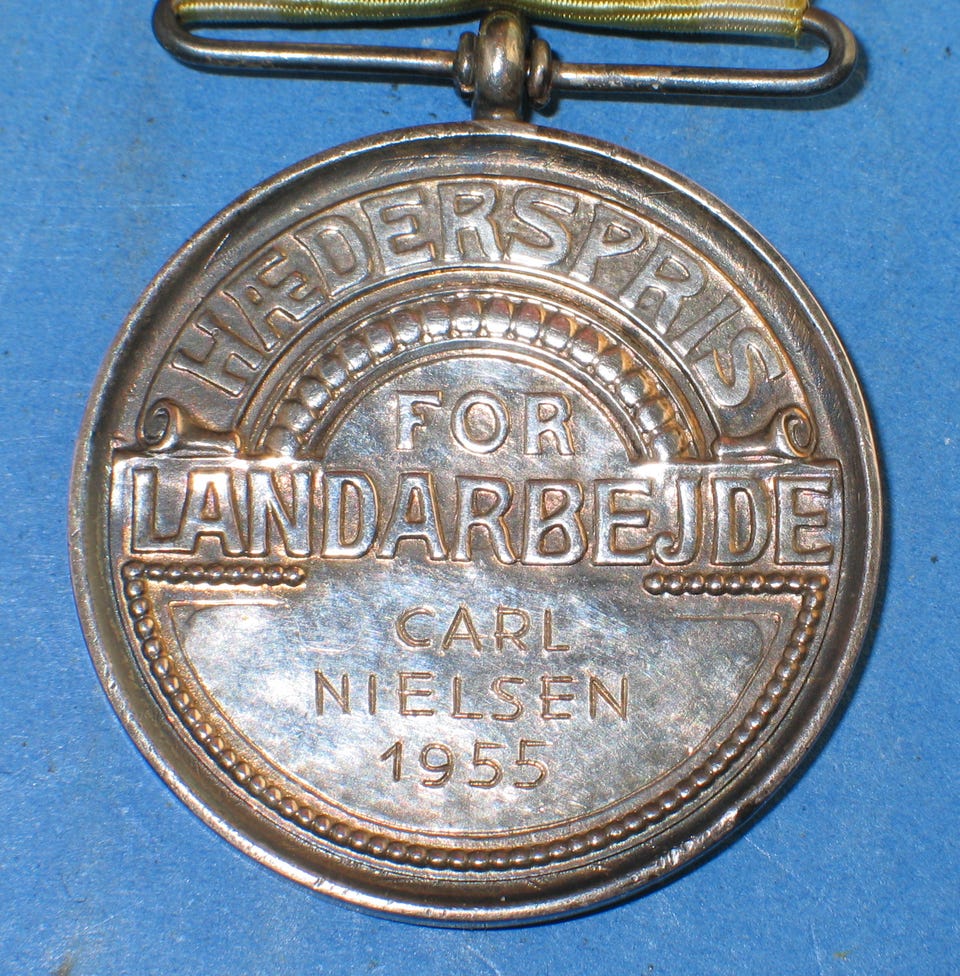 HÆDERSPRIS
FOR
LANDARBEJDE
CARL
NIELSEN
1955